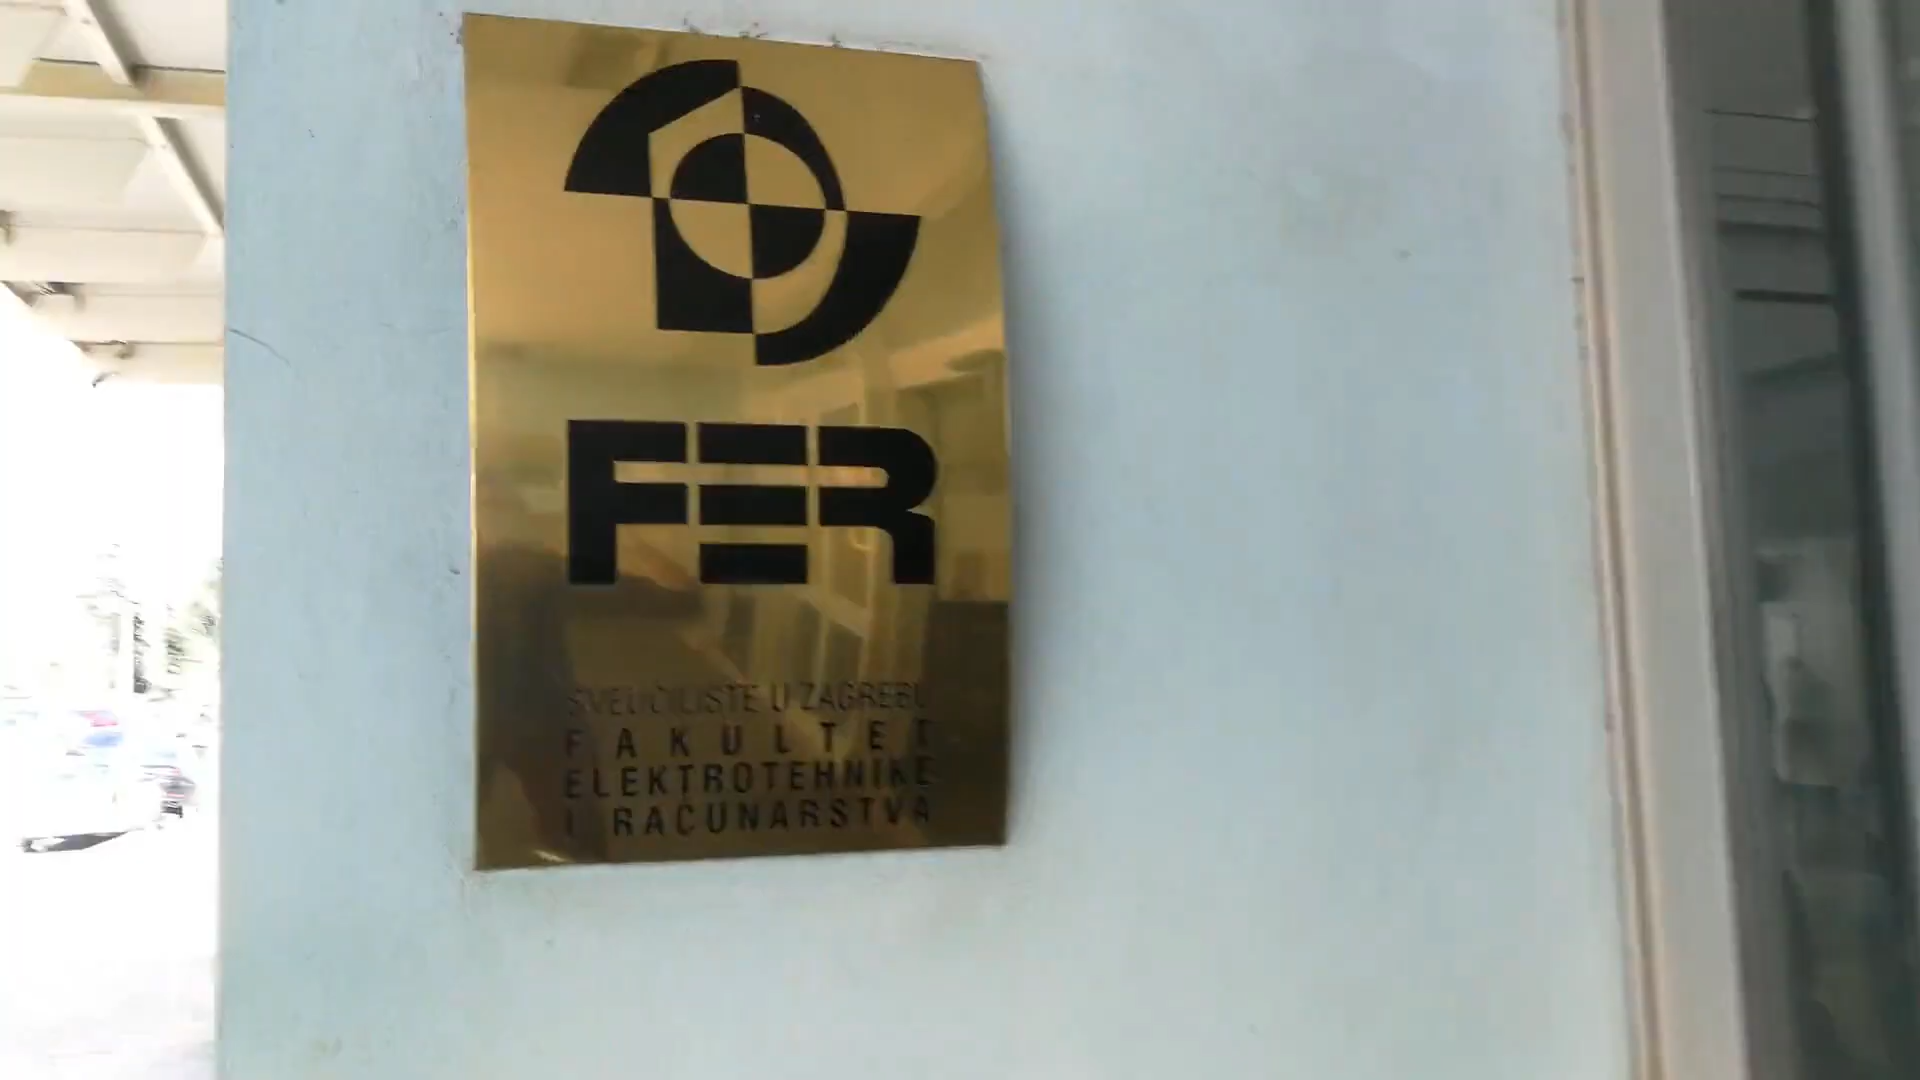 FER
SVEUČILIŠTE U ZAGREBU
FAKULTET
ELEKTROTEHNIKE
I RAČUNARSTVA